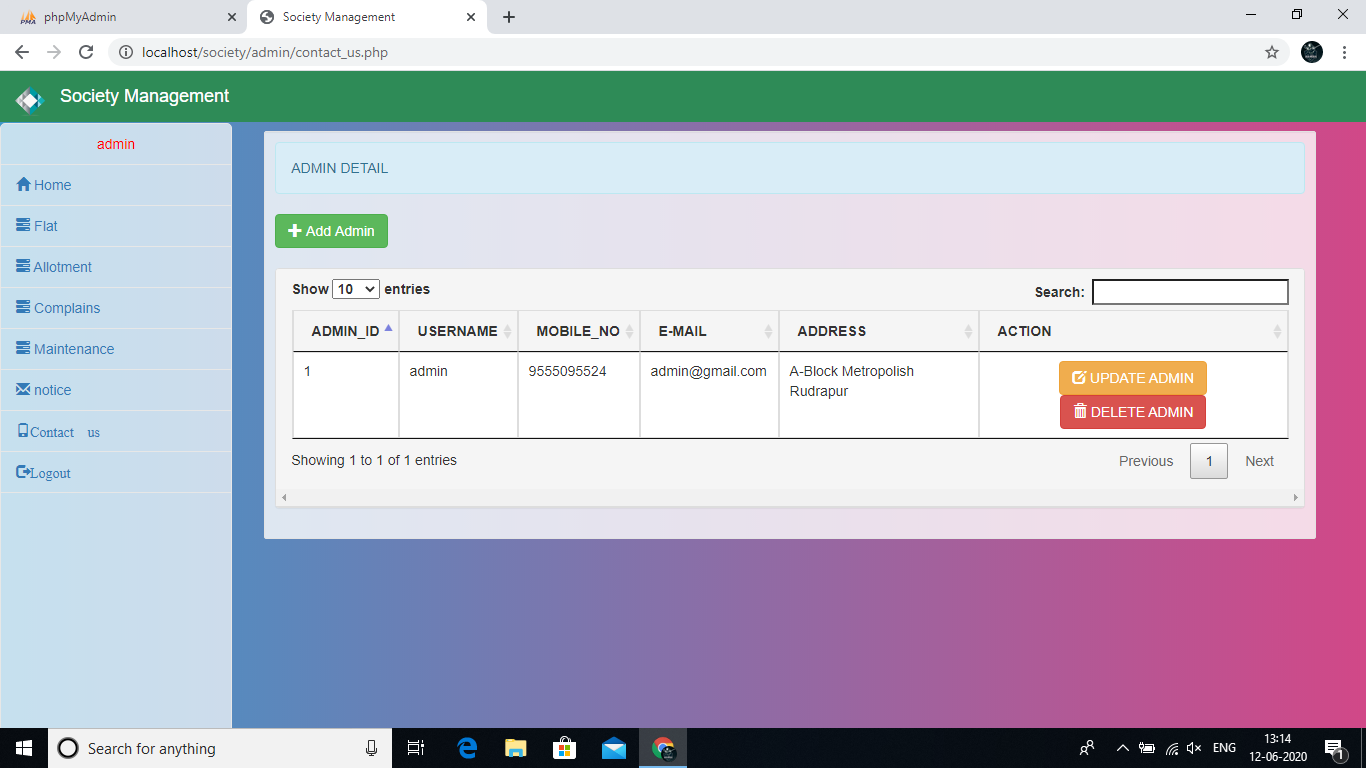 phpMyAdmin
Society Management
localhost/society/admin/contact_us.php
Society Management
admin
Home
Flat
Allotment
Complains
Maintenance
notice
Contact us
Logout
ADMIN DETAIL
Add Admin
Show 10 entries
Search:
ADMIN_ID USERNAME MOBILE_NO E-MAIL ADDRESS ACTION
1 admin 9555095524 admin@gmail.com A-Block Metropolish UPDATE ADMIN
Rudrapur
DELETE ADMIN
Showing 1 to 1 of 1 entries
Previous 1 Next
Search for anything
ENG
13:14
12-06-2020
1